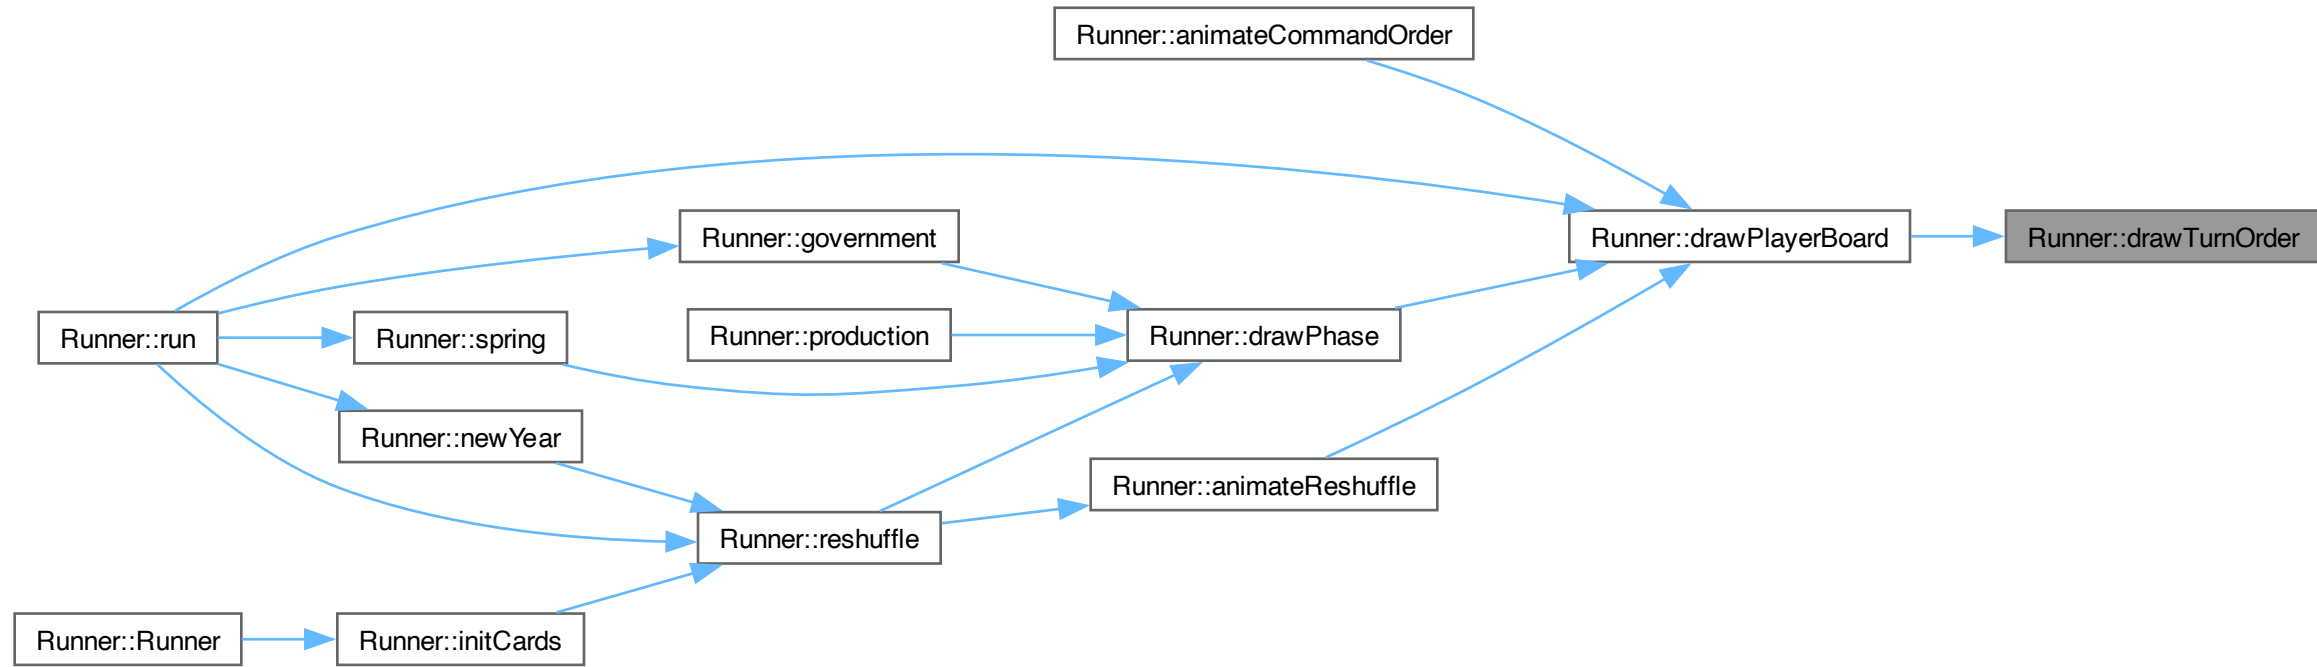 Runner::animateCommandOrder
Runner::government
Runner::drawPlayerBoard
Runner::drawTurnOrder
Runner::run
Runner::spring
Runner::production
Runner::drawPhase
Runner::newYear
Runner::animateReshuffle
Runner::reshuffle
Runner::Runner
Runner::initCards